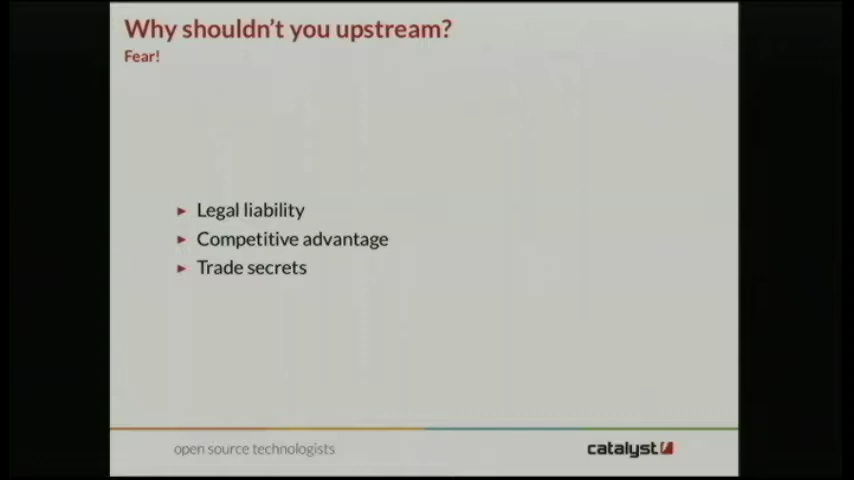 Why shouldn't you upstream?
Fear!
Legal liability
Competitive advantage
Trade secrets
open source technologists
catalyst